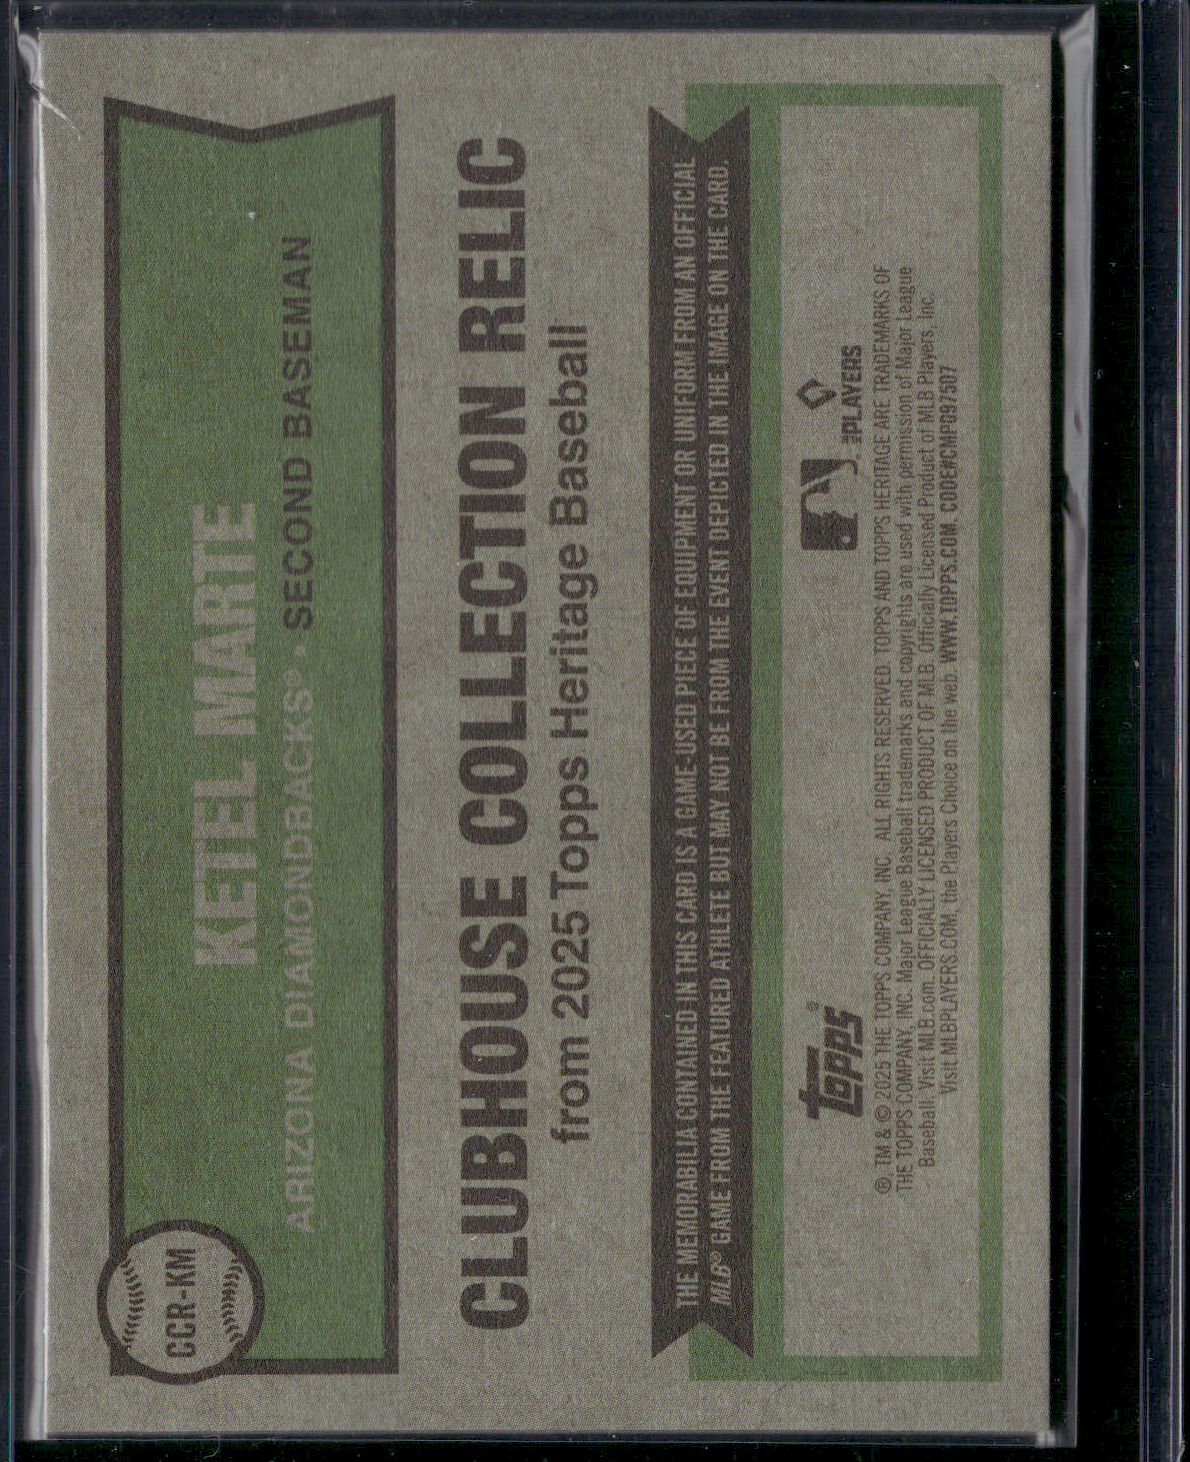 CCR-KM
KETEL MARTE
ARIZONA DIAMONDBACKS® • SECOND BASEMAN
CLUBHOUSE COLLECTION RELIC
from 2025 Topps Heritage Baseball
THE MEMORABILIA CONTAINED IN THIS CARD IS A GAME-USED PIECE OF EQUIPMENT OR UNIFORM FROM AN OFFICIAL
MLB® GAME FROM THE FEATURED ATHLETE BUT MAY NOT BE FROM THE EVENT DEPICTED IN THE IMAGE ON THE CARD.
topps®
MLB PLAYERS
® TM & © 2025 THE TOPPS COMPANY, INC. ALL RIGHTS RESERVED. TOPPS AND TOPPS HERITAGE ARE TRADEMARKS OF
THE TOPPS COMPANY, INC. Major League Baseball trademarks and copyrights are used with permission of Major League
Baseball. Visit MLB.com. OFFICIALLY LICENSED PRODUCT OF MLB. Officially Licensed Product of MLB Players, Inc.
Visit MLBPLAYERS.COM, the Players Choice on the web. WWW.TOPPS.COM. CODE#CMP097507